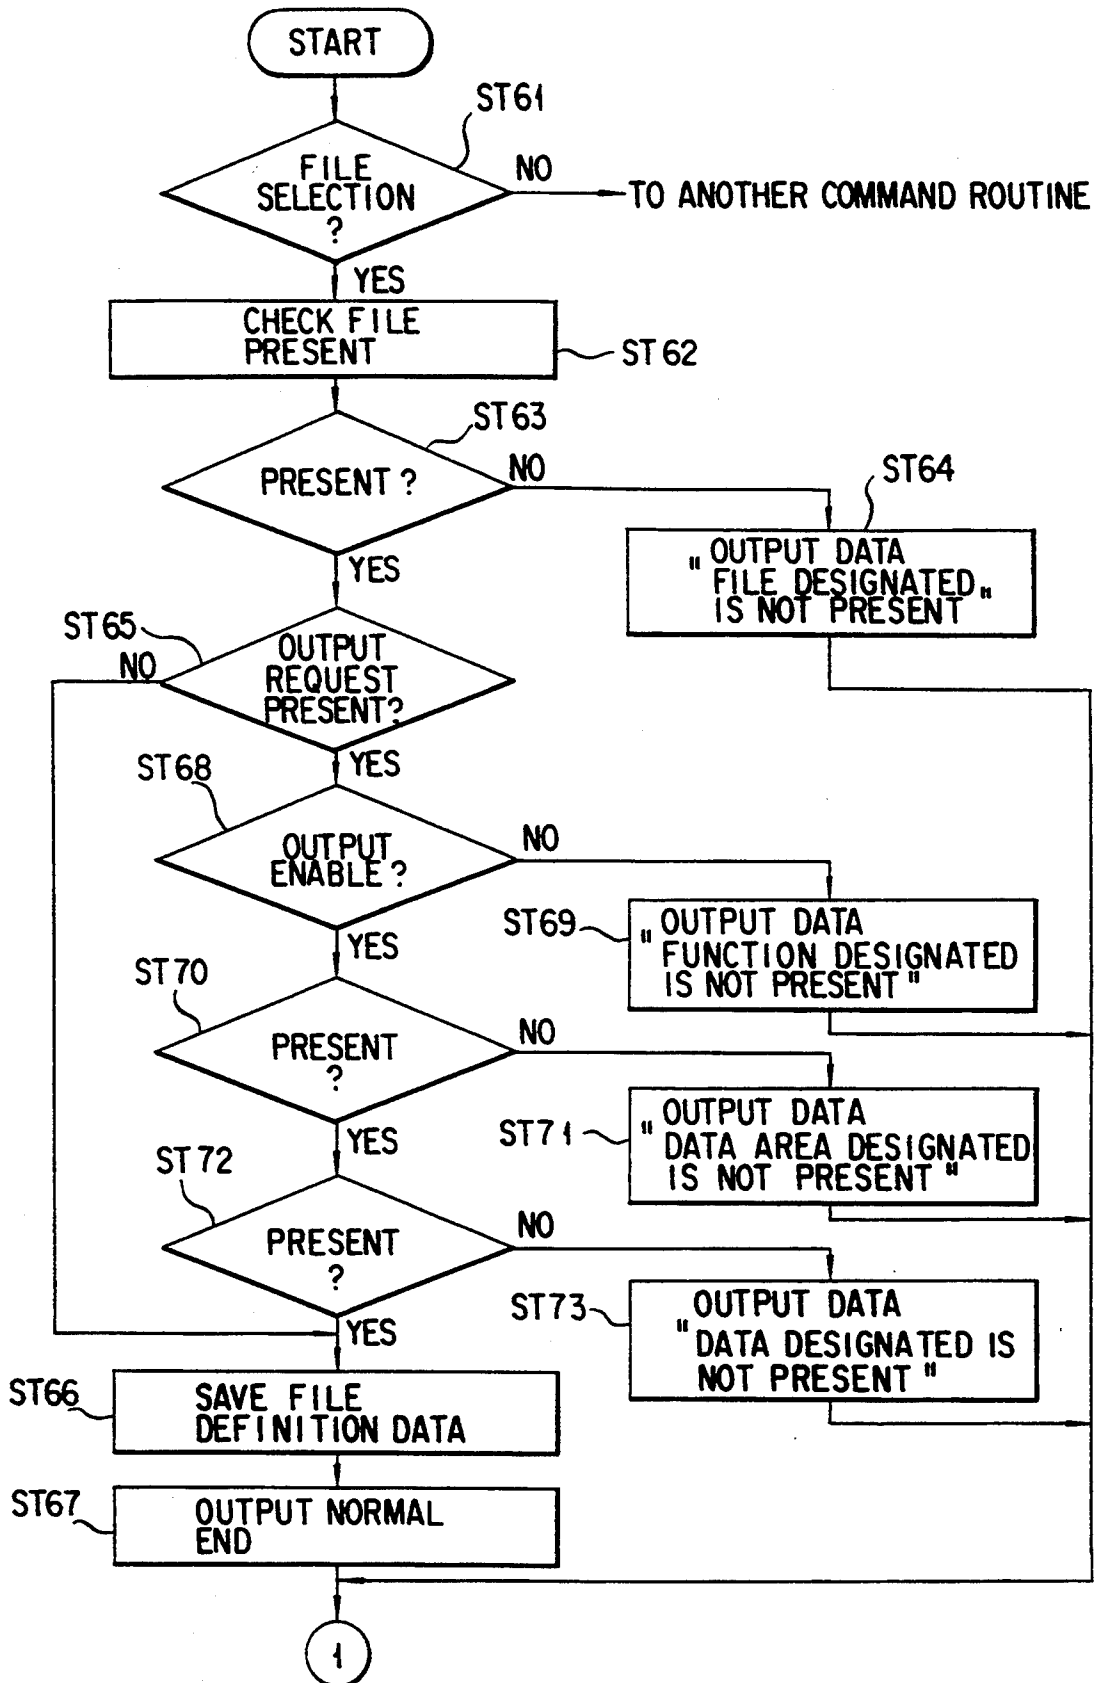 START
ST61
FILE
SELECTION
?
NO
TO ANOTHER COMMAND ROUTINE
YES
CHECK FILE
PRESENT
ST62
ST63
PRESENT ?
NO
ST64
" OUTPUT DATA
FILE DESIGNATED "
IS NOT PRESENT
YES
ST65
NO
OUTPUT
REQUEST
PRESENT?
YES
ST68
OUTPUT
ENABLE ?
NO
ST69
" OUTPUT DATA
FUNCTION DESIGNATED
IS NOT PRESENT "
YES
ST70
PRESENT
?
NO
ST71
" OUTPUT DATA
DATA AREA DESIGNATED
IS NOT PRESENT "
YES
ST72
PRESENT
?
NO
ST73
OUTPUT DATA
" DATA DESIGNATED IS
NOT PRESENT "
YES
ST66
SAVE FILE
DEFINITION DATA
ST67
OUTPUT NORMAL
END
1